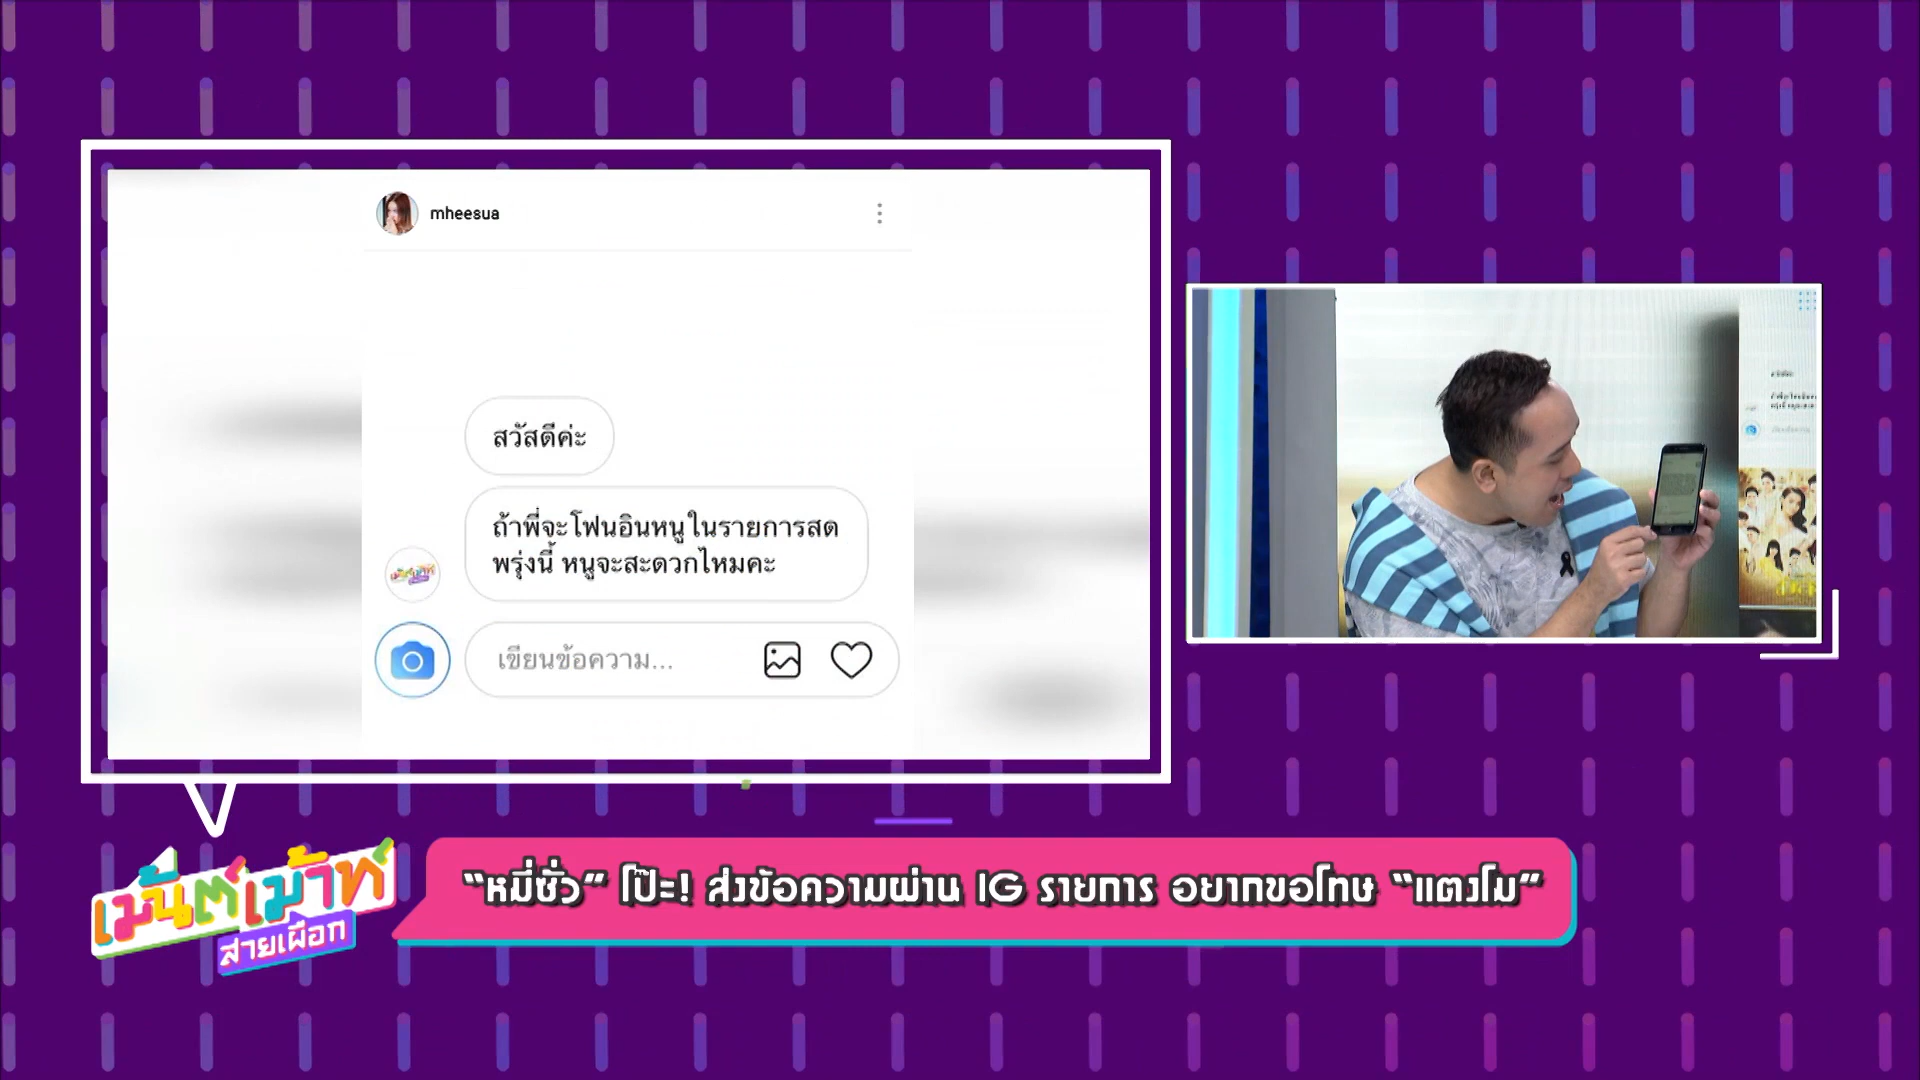 mheesua
สวัสดีค่ะ
ถ้าพี่จะโฟนอินหนูในรายการสด
พรุ่งนี้ หนูจะสะดวกไหมคะ
เขียนข้อความ...
เม้นต์เม้าท์
สายเผือก
“หมี่ซั่ว” โป๊ะ! ส่งข้อความผ่าน IG รายการ อยากขอโทษ “แตงโม”